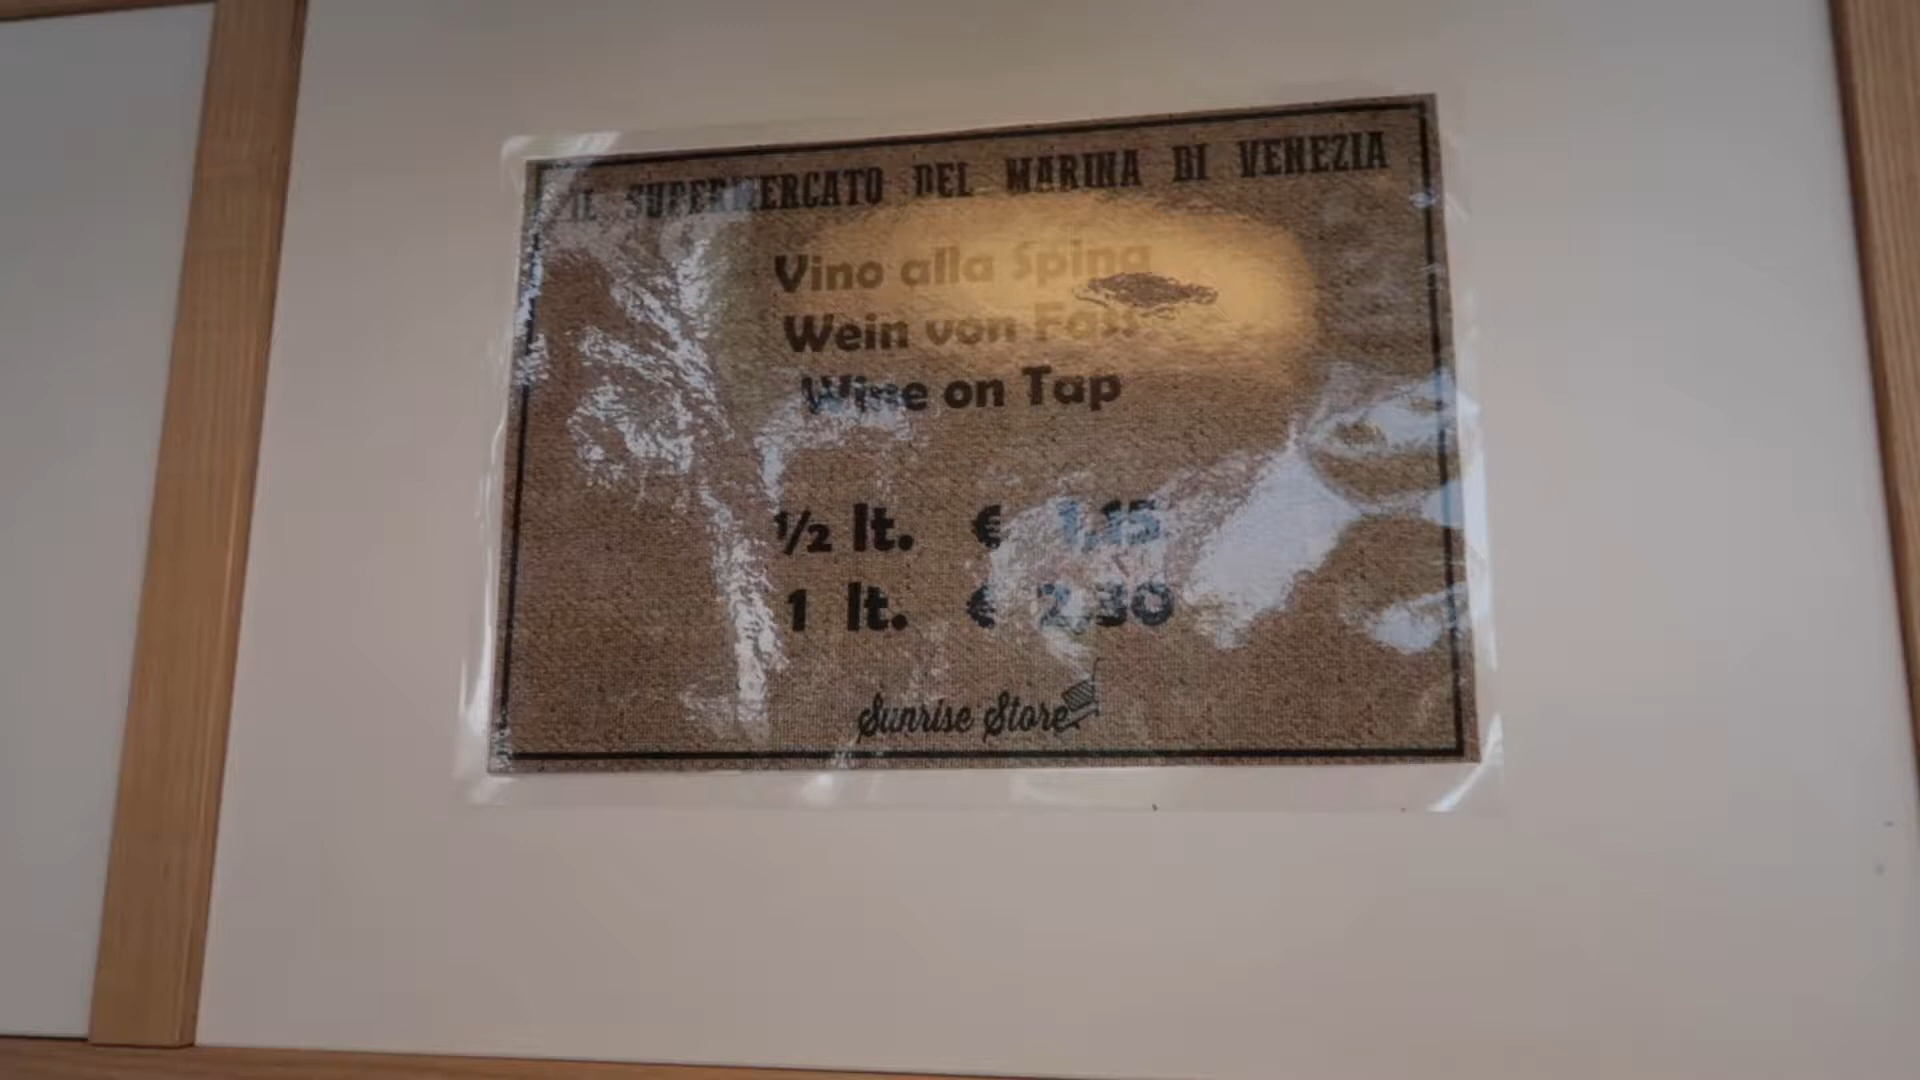 IL SUPERMERCATO DEL MARINA DI VENEZIA
Vino alla Spina
Wein von Fass
Wine on Tap
½ lt. € 1,15
1 lt. € 2,30
Sunrise Store